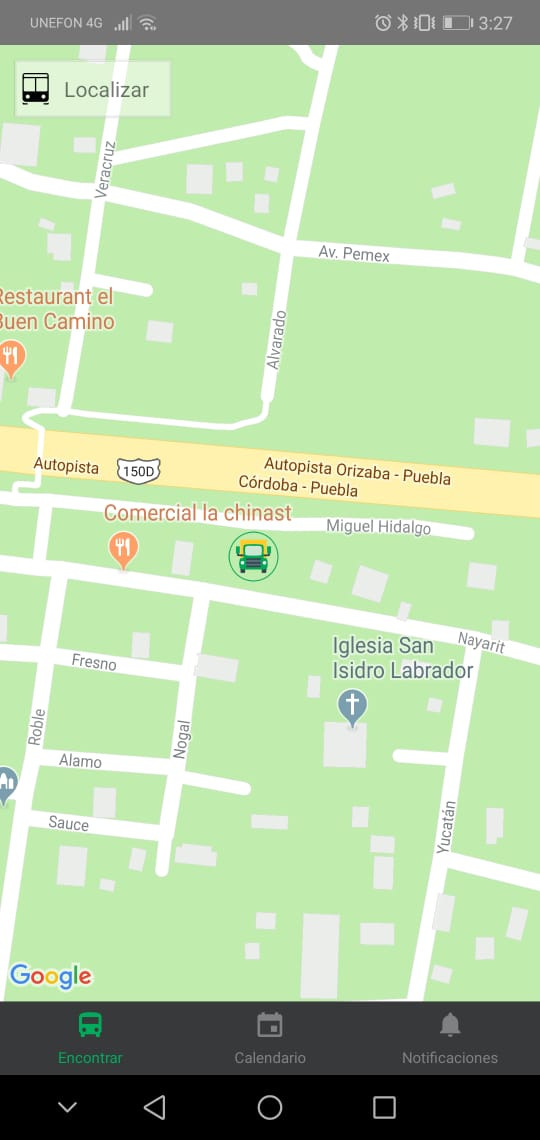 UNEFON 4G
3:27
Localizar
Veracruz
Av. Pemex
Restaurant el
Buen Camino
Alvarado
Autopista
150D
Autopista Orizaba - Puebla
Córdoba - Puebla
Comercial la chinast
Miguel Hidalgo
Nayarit
Iglesia San
Isidro Labrador
Fresno
Roble
Nogal
Alamo
Sauce
Yucatán
Google
Encontrar
Calendario
Notificaciones